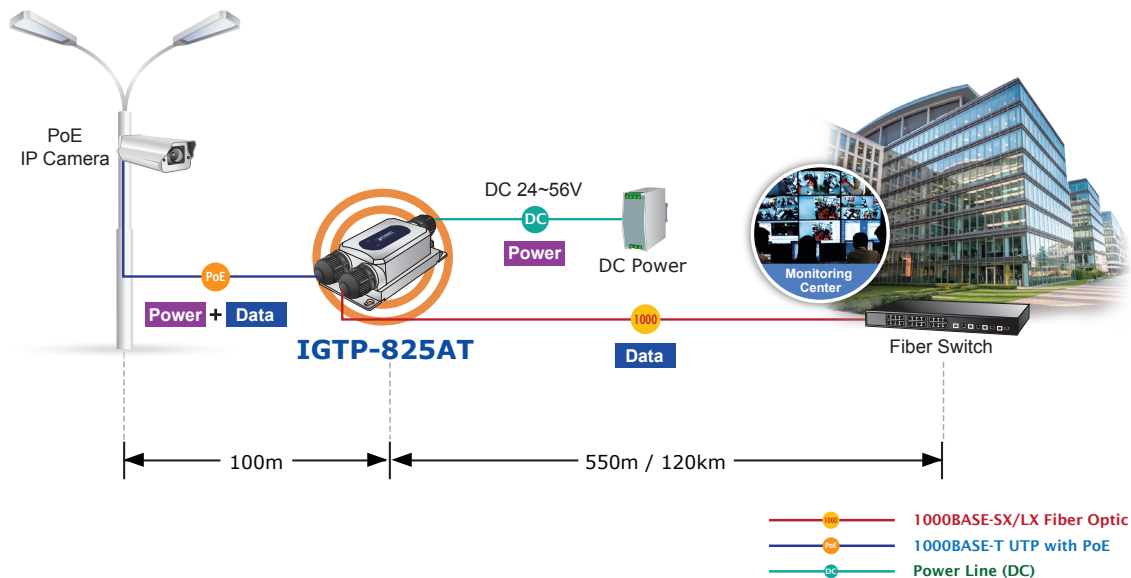 PoE
IP Camera
DC 24~56V
DC
Power
DC Power
Monitoring
Center
PoE
Power + Data
1000
IGTP-825AT
Data
Fiber Switch
100m
550m / 120km
1000 1000BASE-SX/LX Fiber Optic
PoE 1000BASE-T UTP with PoE
DC Power Line (DC)